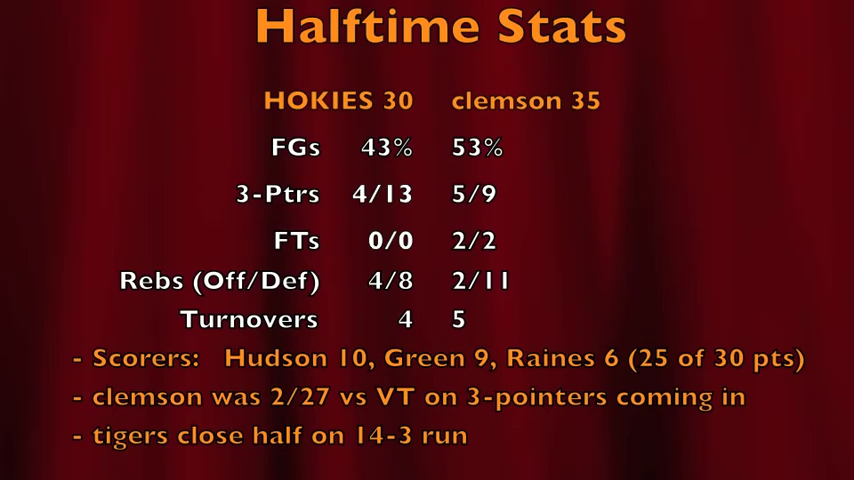 Halftime Stats
HOKIES 30 clemson 35
FGs 43% 53%
3-Ptrs 4/13 5/9
FTs 0/0 2/2
Rebs (Off/Def) 4/8 2/11
Turnovers 4 5
- Scorers: Hudson 10, Green 9, Raines 6 (25 of 30 pts)
- clemson was 2/27 vs VT on 3-pointers coming in
- tigers close half on 14-3 run